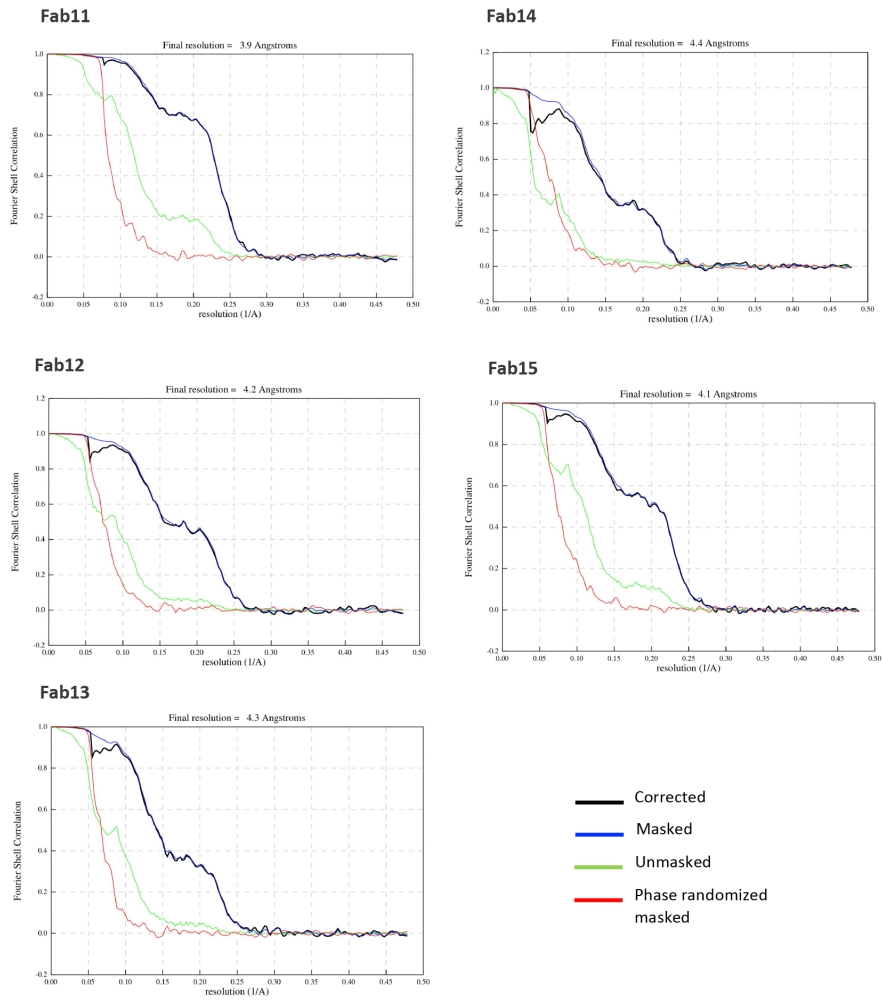 Fab11
Final resolution = 3.9 Angstroms
1.0
0.8
0.6
0.4
0.2
0.0
-0.2
Fourier Shell Correlation
0.00 0.05 0.10 0.15 0.20 0.25 0.30 0.35 0.40 0.45 0.50
resolution (1/A)
Fab14
Final resolution = 4.4 Angstroms
1.2
1.0
0.8
0.6
0.4
0.2
0.0
-0.2
Fourier Shell Correlation
0.00 0.05 0.10 0.15 0.20 0.25 0.30 0.35 0.40 0.45 0.50
resolution (1/A)
Fab12
Final resolution = 4.2 Angstroms
1.2
1.0
0.8
0.6
0.4
0.2
0.0
-0.2
Fourier Shell Correlation
0.00 0.05 0.10 0.15 0.20 0.25 0.30 0.35 0.40 0.45 0.50
resolution (1/A)
Fab15
Final resolution = 4.1 Angstroms
1.0
0.8
0.6
0.4
0.2
0.0
-0.2
Fourier Shell Correlation
0.00 0.05 0.10 0.15 0.20 0.25 0.30 0.35 0.40 0.45 0.50
resolution (1/A)
Fab13
Final resolution = 4.3 Angstroms
1.0
0.8
0.6
0.4
0.2
0.0
-0.2
Fourier Shell Correlation
0.00 0.05 0.10 0.15 0.20 0.25 0.30 0.35 0.40 0.45 0.50
resolution (1/A)
Corrected
Masked
Unmasked
Phase randomized
masked